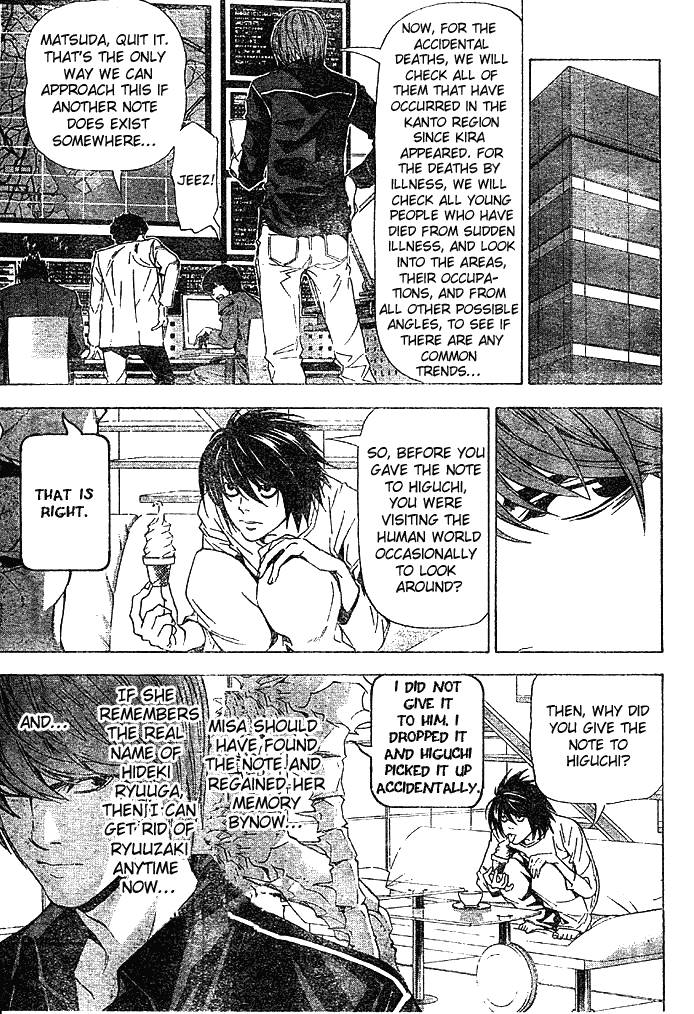 NOW, FOR THE
ACCIDENTAL
DEATHS, WE WILL
CHECK ALL OF
THEM THAT HAVE
OCCURRED IN THE
KANTO REGION
SINCE KIRA
APPEARED. FOR
THE DEATHS BY
ILLNESS, WE WILL
CHECK ALL YOUNG
PEOPLE WHO HAVE
DIED FROM SUDDEN
ILLNESS, AND LOOK
INTO THE AREAS,
THEIR OCCUPA-
TIONS, AND FROM
ALL OTHER POSSIBLE
ANGLES, TO SEE IF
THERE ARE ANY
COMMON
TRENDS...
MATSUDA, QUIT IT.
THAT'S THE ONLY
WAY WE CAN
APPROACH THIS IF
ANOTHER NOTE
DOES EXIST
SOMEWHERE...
JEEZ!
SO, BEFORE YOU
GAVE THE NOTE
TO HIGUCHI,
YOU WERE
VISITING THE
HUMAN WORLD
OCCASIONALLY
TO LOOK
AROUND?
THAT IS
RIGHT.
THEN, WHY DID
YOU GIVE THE
NOTE TO
HIGUCHI?
I DID NOT
GIVE IT
TO HIM. I
DROPPED IT
AND HIGUCHI
PICKED IT UP
ACCIDENTALLY.
MISA SHOULD
HAVE FOUND
THE NOTE AND
REGAINED HER
MEMORY
BYNOW...
IF SHE
REMEMBERS
THE REAL
NAME OF
HIDEKI
RYUUGA,
THEN I CAN
GET RID OF
RYUUZAKI
ANYTIME
NOW...
AND...